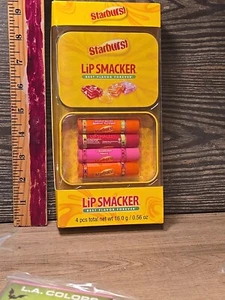 Starburst
Starburst
LiP SMACKER
BEST FLAVOR FOREVER
LiP SMACKER
BEST FLAVOR FOREVER
4 pcs total net wt 16.0 g / 0.56 oz
L.A. COLORS